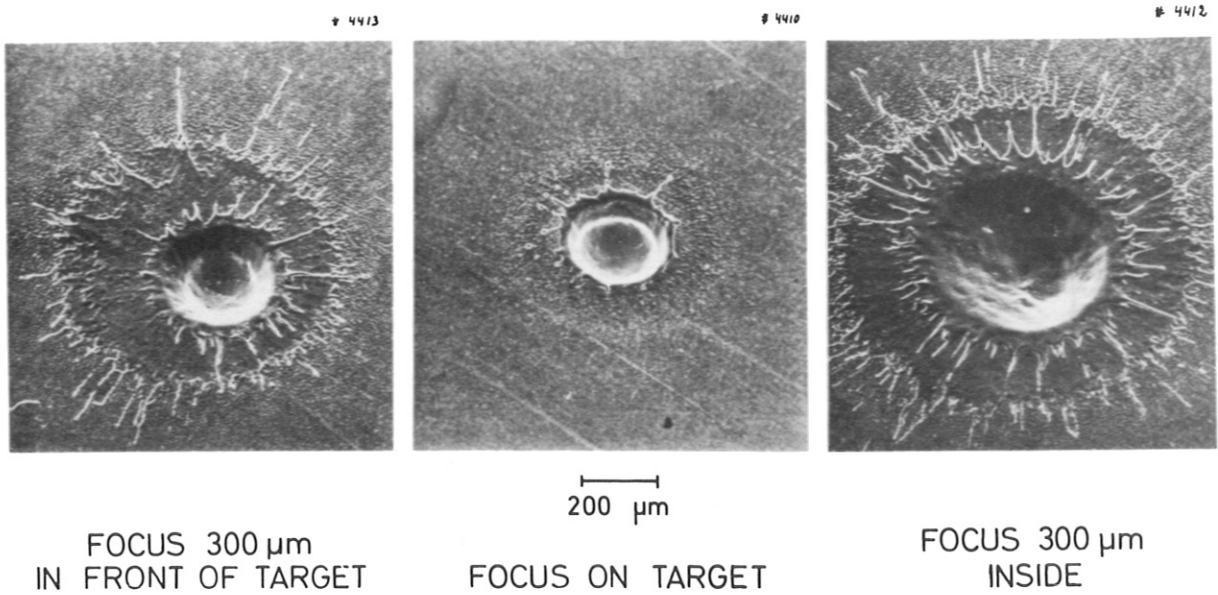 # 4413
# 4410
# 4412
200 μm
FOCUS 300 μm
IN FRONT OF TARGET
FOCUS ON TARGET
FOCUS 300 μm
INSIDE